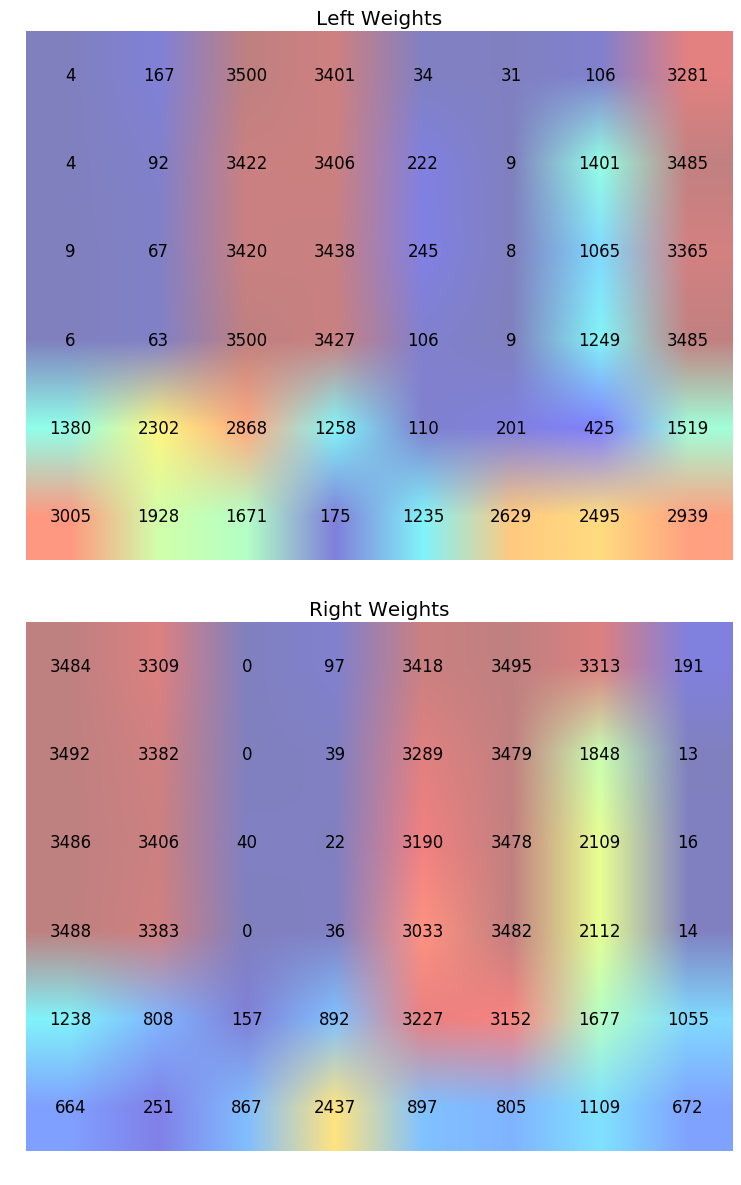 Left Weights
4 167 3500 3401 34 31 106 3281
4 92 3422 3406 222 9 1401 3485
9 67 3420 3438 245 8 1065 3365
6 63 3500 3427 106 9 1249 3485
1380 2302 2868 1258 110 201 425 1519
3005 1928 1671 175 1235 2629 2495 2939
Right Weights
3484 3309 0 97 3418 3495 3313 191
3492 3382 0 39 3289 3479 1848 13
3486 3406 40 22 3190 3478 2109 16
3488 3383 0 36 3033 3482 2112 14
1238 808 157 892 3227 3152 1677 1055
664 251 867 2437 897 805 1109 672